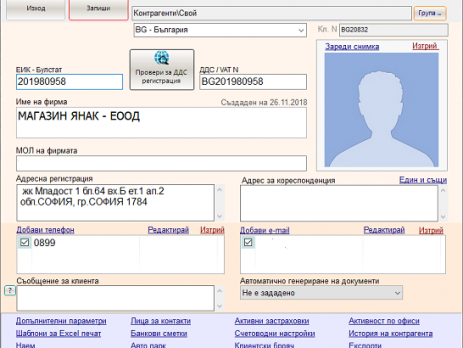 Изход Запиши Контрагенти\Свой Група
BG - България Кл. N BG20832
Зареди снимка Изтрий
ЕИК - Булстат Провери за ДДС регистрация ДДС / VAT N
201980958 BG201980958
Име на фирма Създаден на 26.11.2018
МАГАЗИН ЯНАК - ЕООД
МОЛ на фирмата
Адресна регистрация Адрес за кореспонденция Един и същи
жк Младост 1 бл.64 вх.Б ет.1 ап.2
обл.СОФИЯ, гр.СОФИЯ 1784
Добави телефон Редактирай Изтрий Добави e-mail Редактирай Изтрий
0899
Съобщение за клиента Автоматично генериране на документи
? Не е зададено
Допълнителни параметри Лица за контакти Активни застраховки Активност по офиси
Шаблони за Excel печат Банкови сметки Счетоводни настройки История на контрагента
Наем Авто парк Клиентски броял Експорти